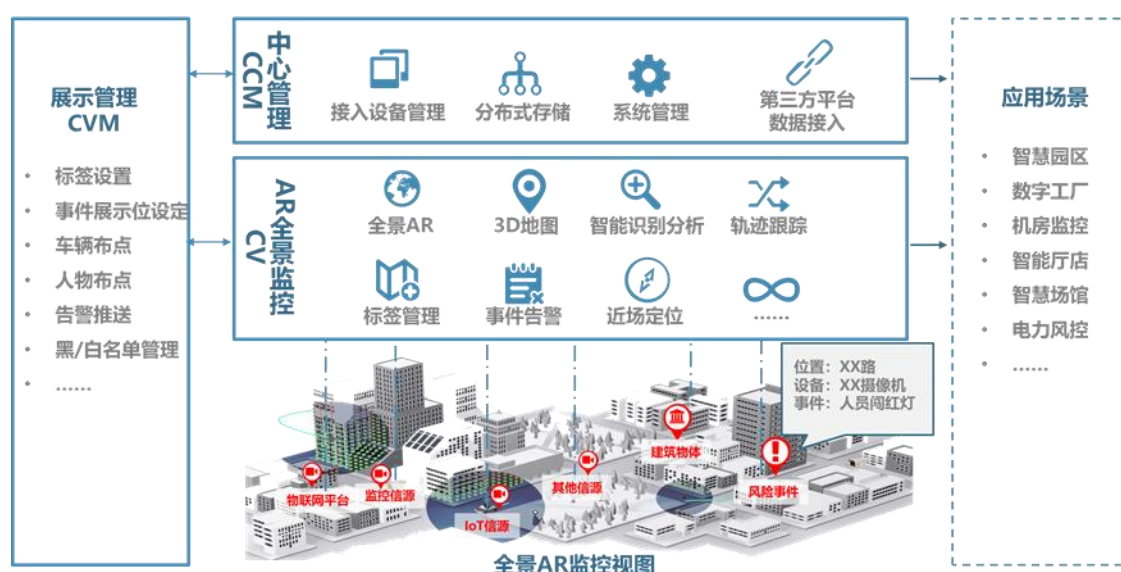 展示管理
CVM
• 标签设置
• 事件展示位设定
• 车辆布点
• 人物布点
• 告警推送
• 黑/白名单管理
• ......
中心管理
CCM
接入设备管理
分布式存储
系统管理
第三方平台
数据接入
AR全景监控
CV
全景AR
3D地图
智能识别分析
轨迹跟踪
标签管理
事件告警
近场定位
......
位置：XX路
设备：XX摄像机
事件：人员闯红灯
物联网平台
监控信源
IoT信源
其他信源
建筑物体
风险事件
全景AR监控视图
应用场景
• 智慧园区
• 数字工厂
• 机房监控
• 智能厅店
• 智慧场馆
• 电力风控
• ......